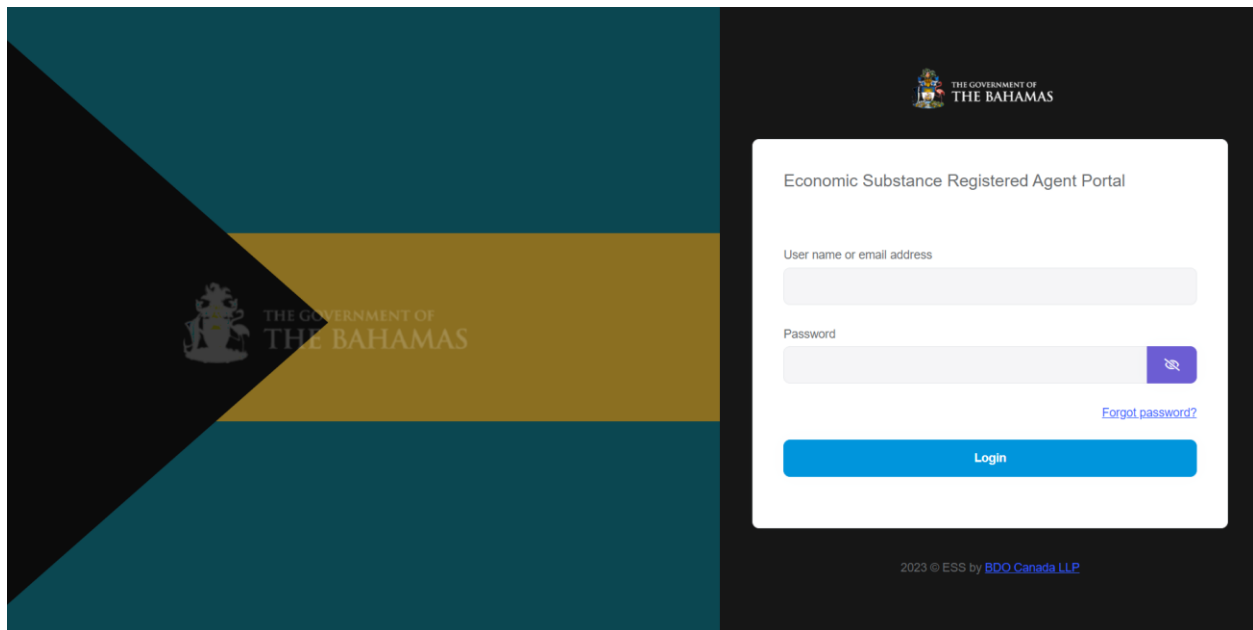 THE GOVERNMENT OF
THE BAHAMAS
THE GOVERNMENT OF
THE BAHAMAS
Economic Substance Registered Agent Portal
User name or email address
Password
Forgot password?
Login
2023 © ESS by BDO Canada LLP